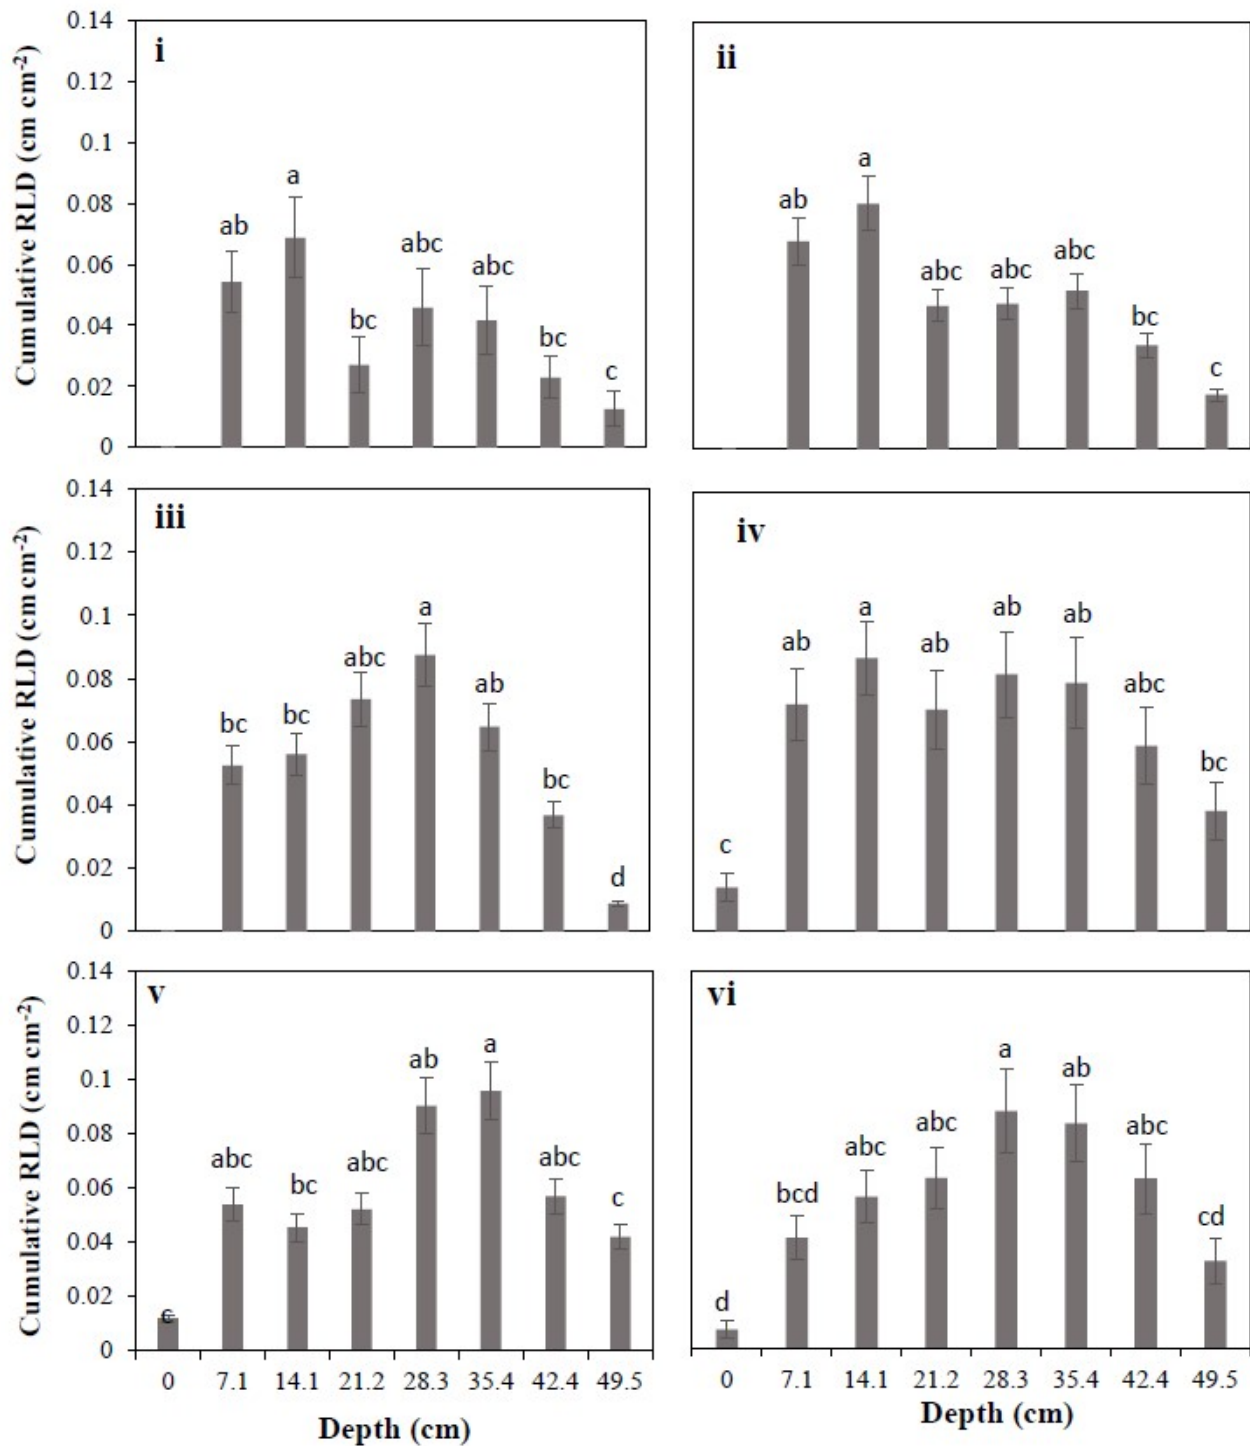 0.14
0.12
0.1
0.08
0.06
0.04
0.02
0
Cumulative RLD (cm cm-2)
i
ab
a
bc
abc
abc
bc
c
ii
ab
a
abc
abc
abc
bc
c
0.14
0.12
0.1
0.08
0.06
0.04
0.02
0
Cumulative RLD (cm cm-2)
iii
bc
bc
abc
a
ab
bc
d
iv
c
ab
a
ab
ab
ab
abc
bc
0.14
0.12
0.1
0.08
0.06
0.04
0.02
0
Cumulative RLD (cm cm-2)
v
c
abc
bc
abc
ab
a
abc
c
0 7.1 14.1 21.2 28.3 35.4 42.4 49.5
Depth (cm)
vi
d
bcd
abc
abc
a
ab
abc
cd
0 7.1 14.1 21.2 28.3 35.4 42.4 49.5
Depth (cm)